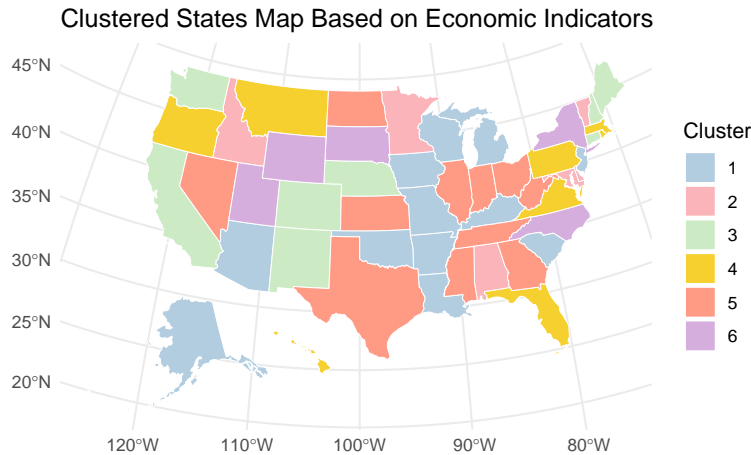 Clustered States Map Based on Economic Indicators
45°N
40°N
35°N
30°N
25°N
20°N
120°W 110°W 100°W 90°W 80°W
Cluster
1
2
3
4
5
6